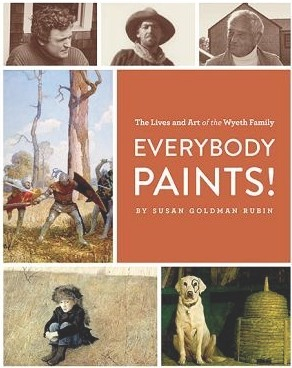 The Lives and Art of the Wyeth Family
EVERYBODY
PAINTS!
BY SUSAN GOLDMAN RUBIN